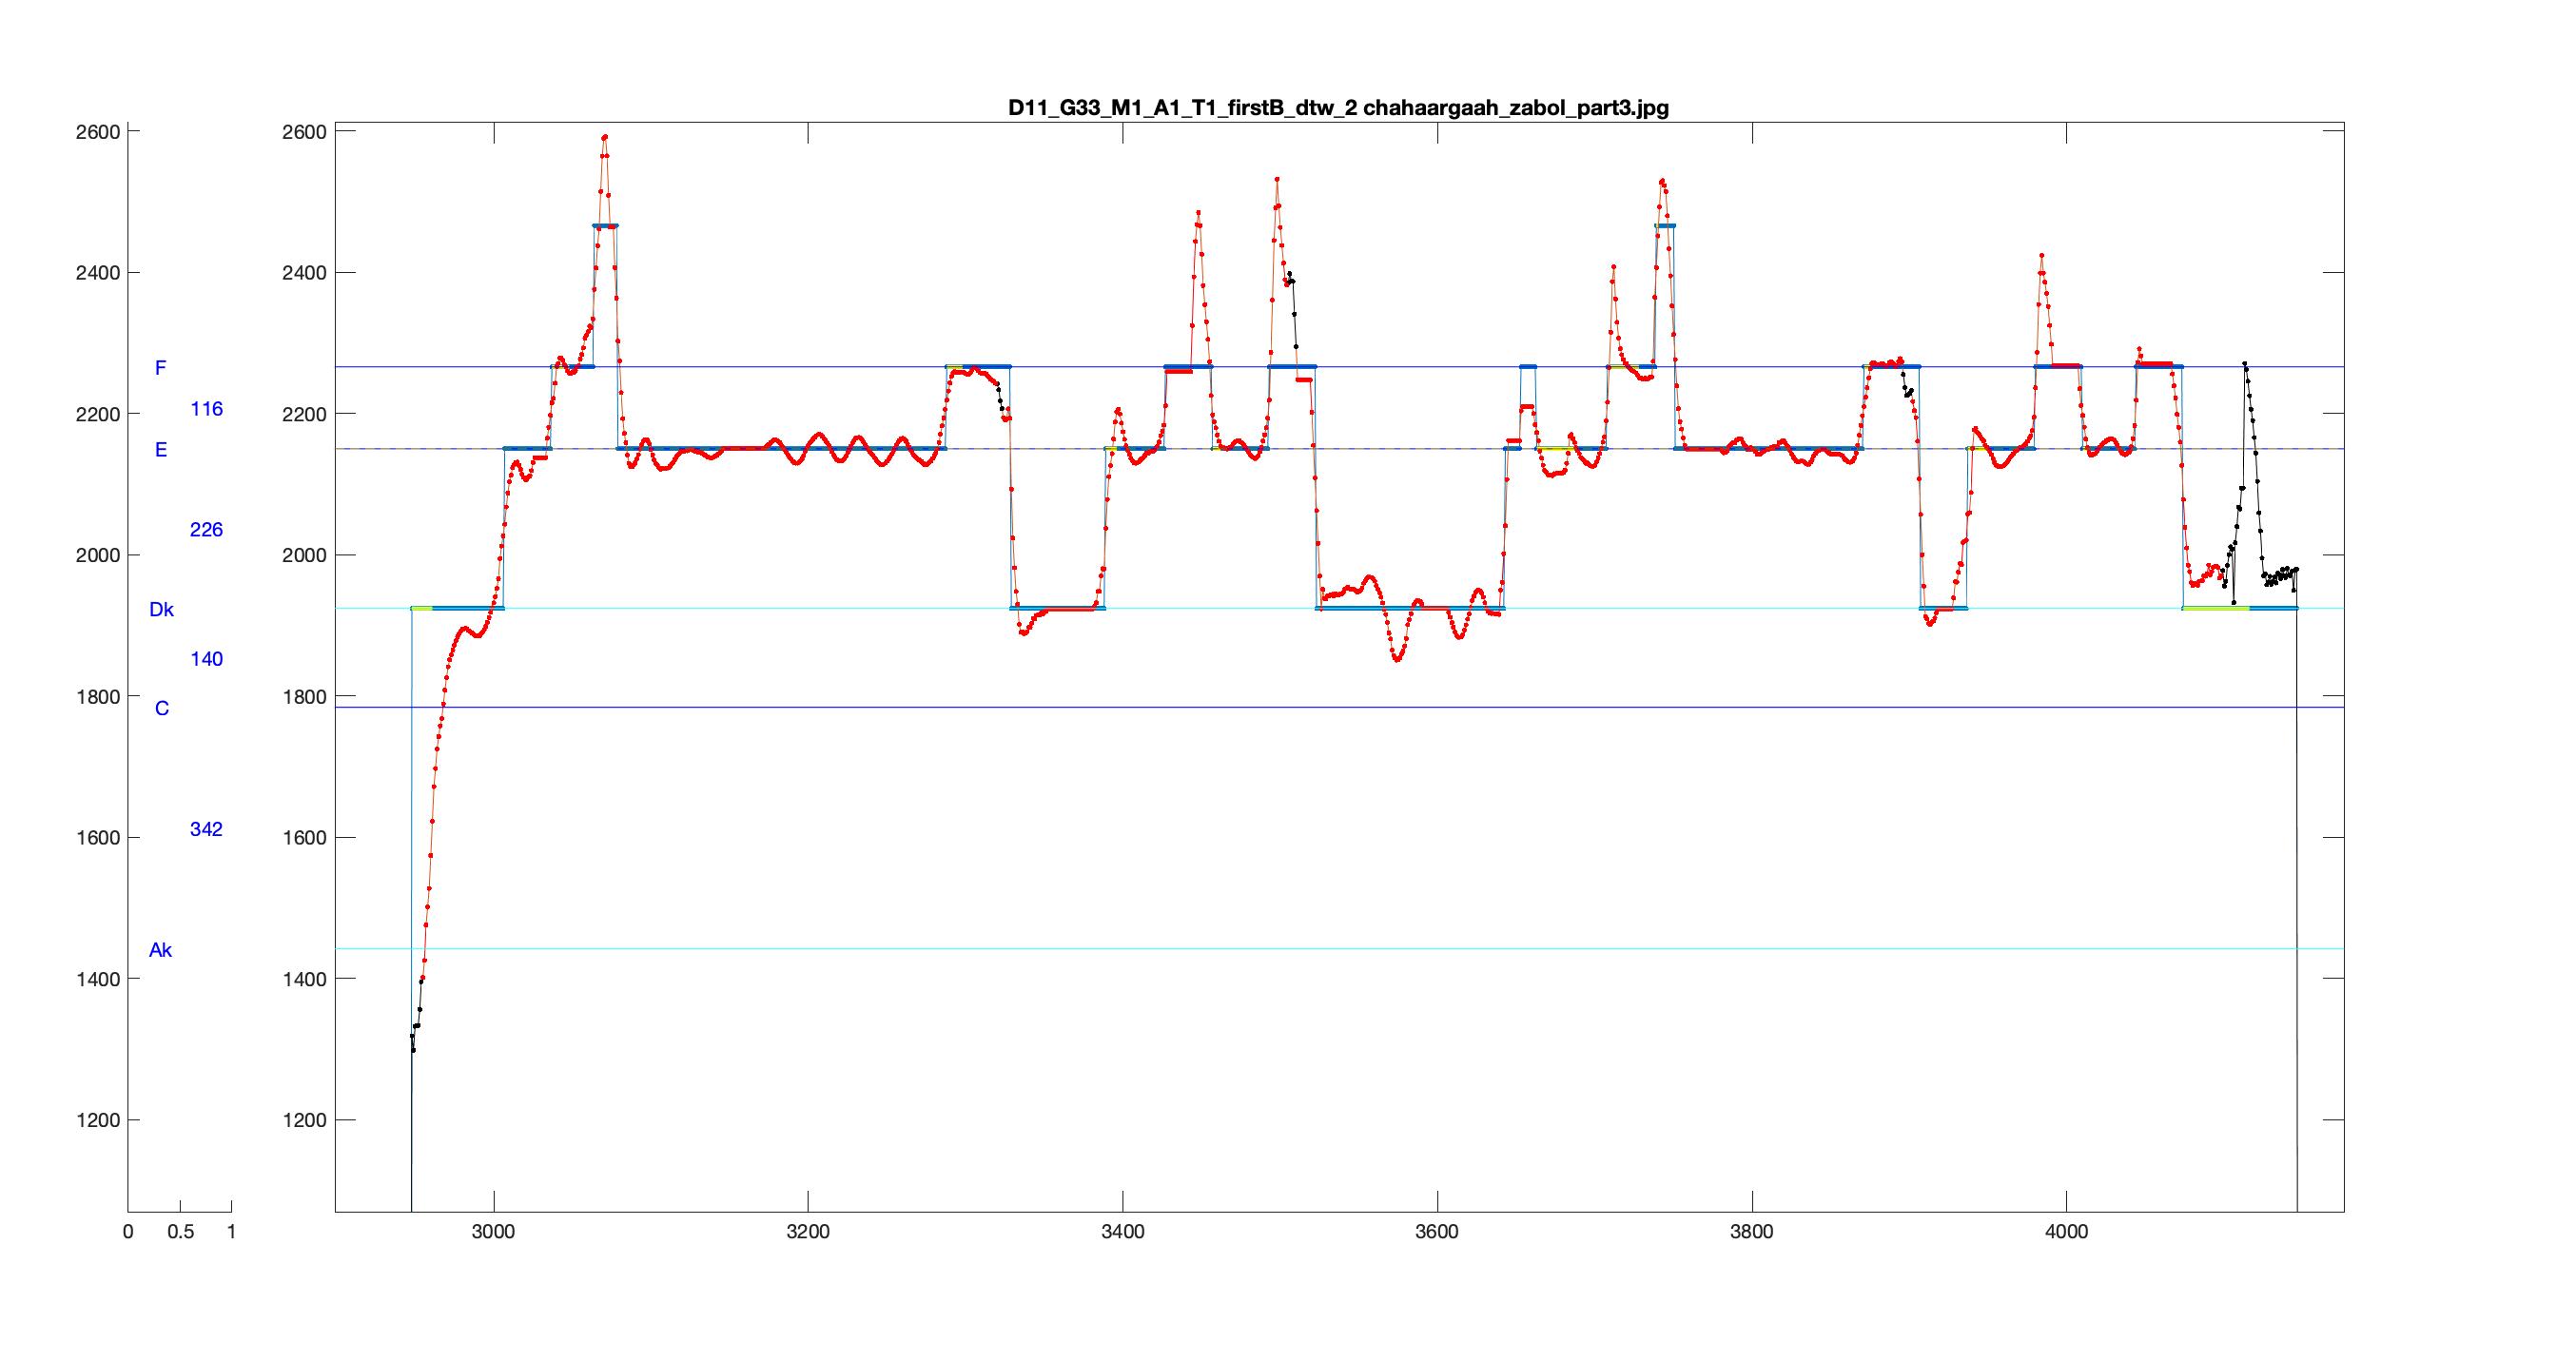 D11_G33_M1_A1_T1_firstB_dtw_2 chahaargaah_zabol_part3.jpg
2600 2600
2400 2400
F
2200 116 2200
E
226
2000 2000
Dk
140
1800 1800
C
342
1600 1600
Ak
1400 1400
1200 1200
0 0.5 1 3000 3200 3400 3600 3800 4000